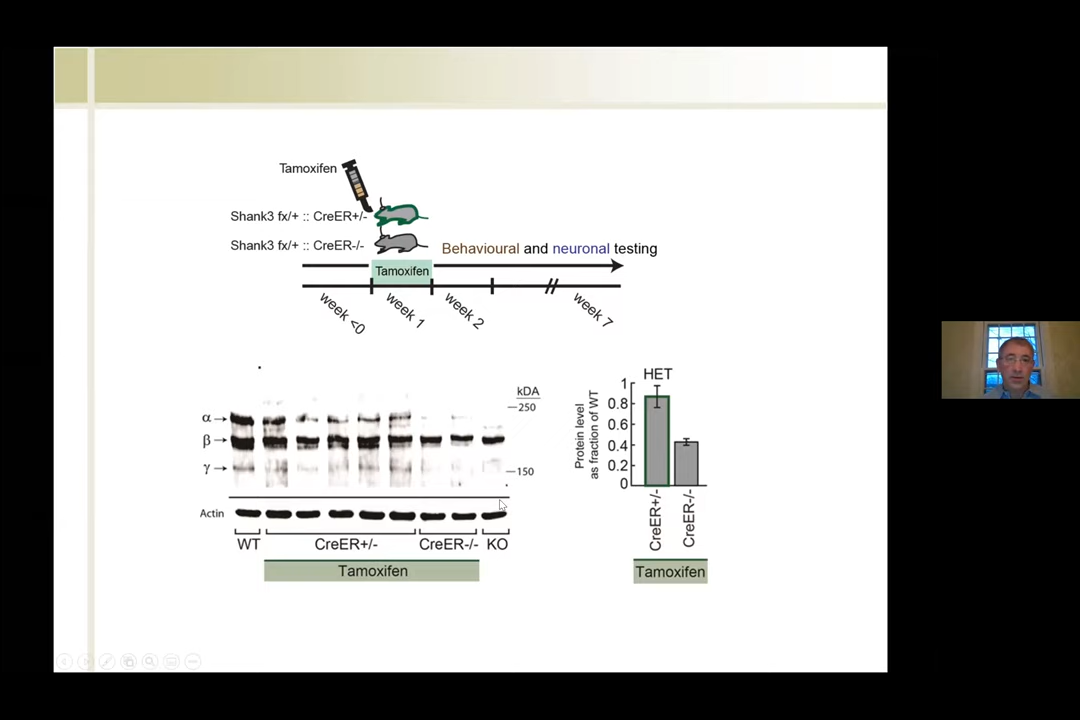 Tamoxifen
Shank3 fx/+ :: CreER+/-
Shank3 fx/+ :: CreER-/-
Behavioural and neuronal testing
Tamoxifen
week <0
week 1
week 2
week 7
kDA
250
150
α
β
γ
Actin
WT
CreER+/-
CreER-/-
KO
Tamoxifen
HET
Protein level
as fraction of WT
1
0.8
0.6
0.4
0.2
0
CreER+/-
CreER-/-
Tamoxifen